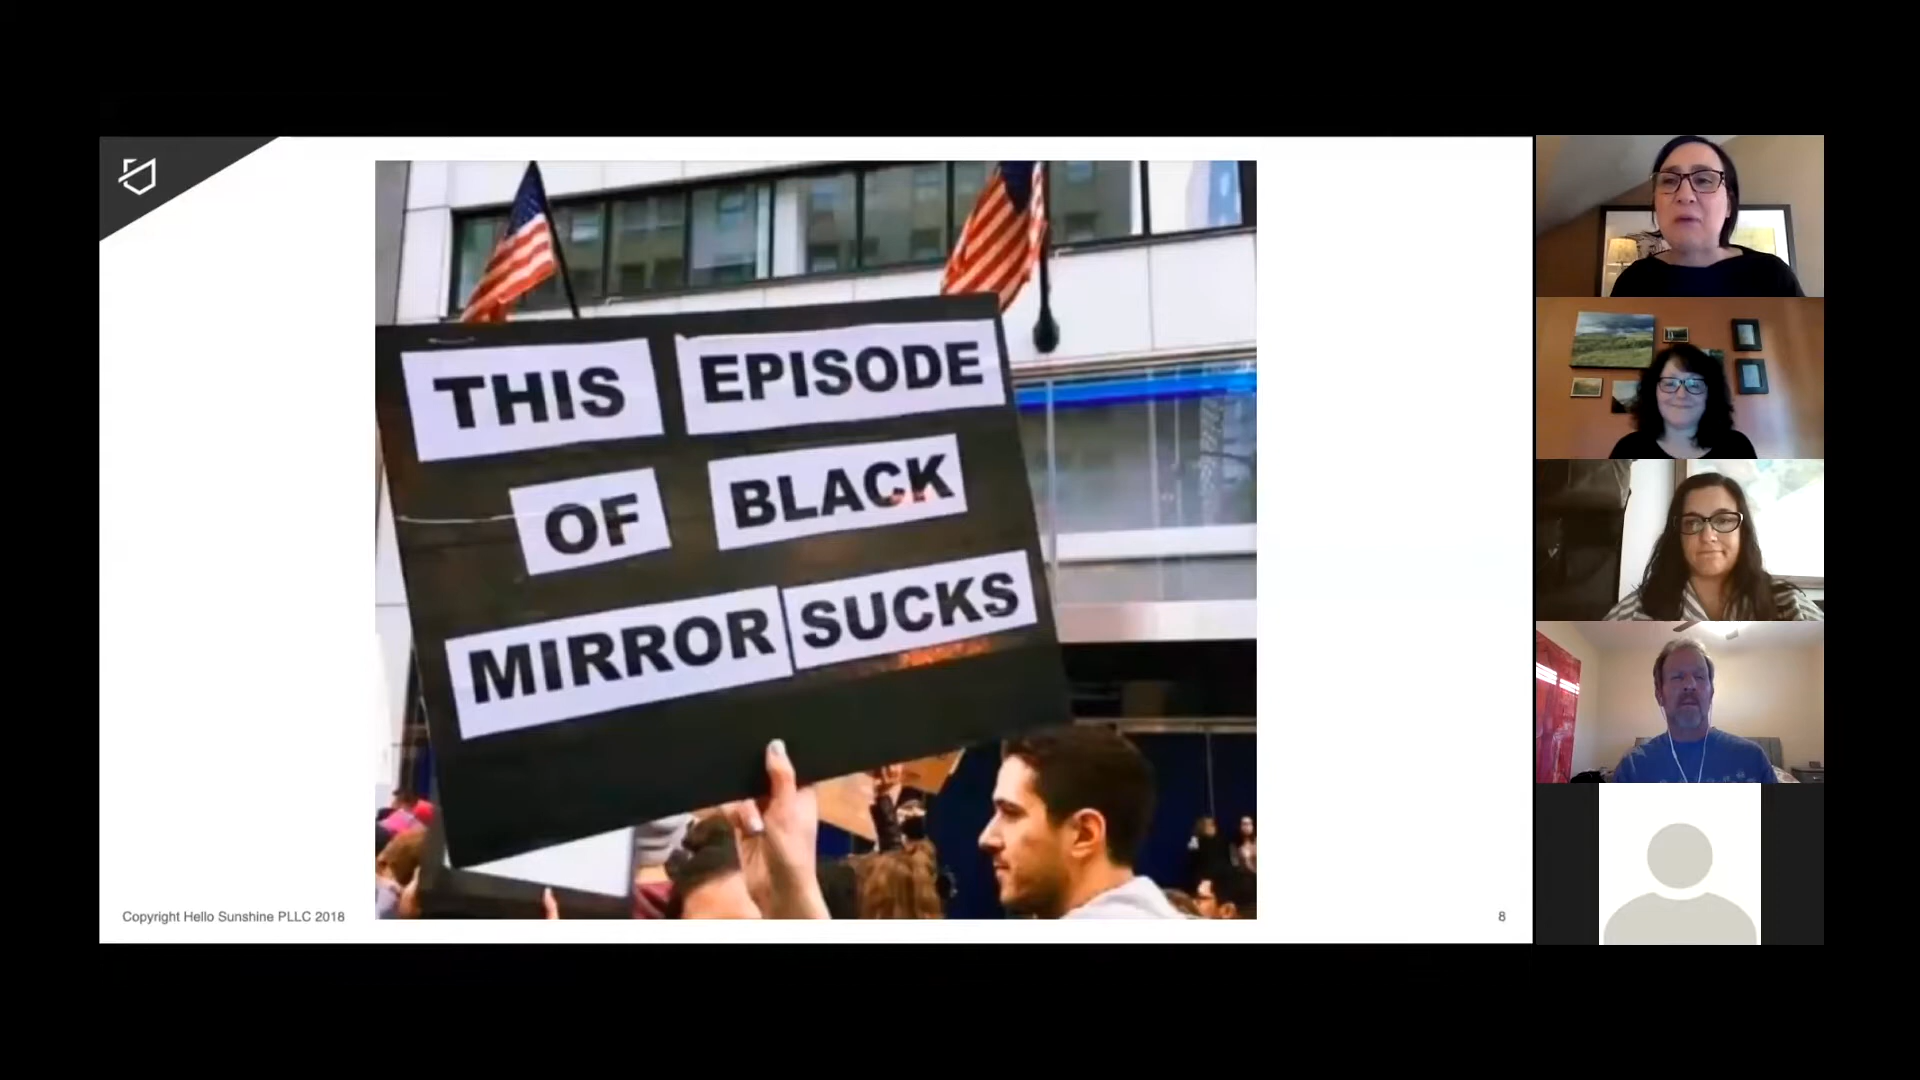 THIS EPISODE
OF BLACK
MIRROR SUCKS
Copyright Hello Sunshine PLLC 2018
8